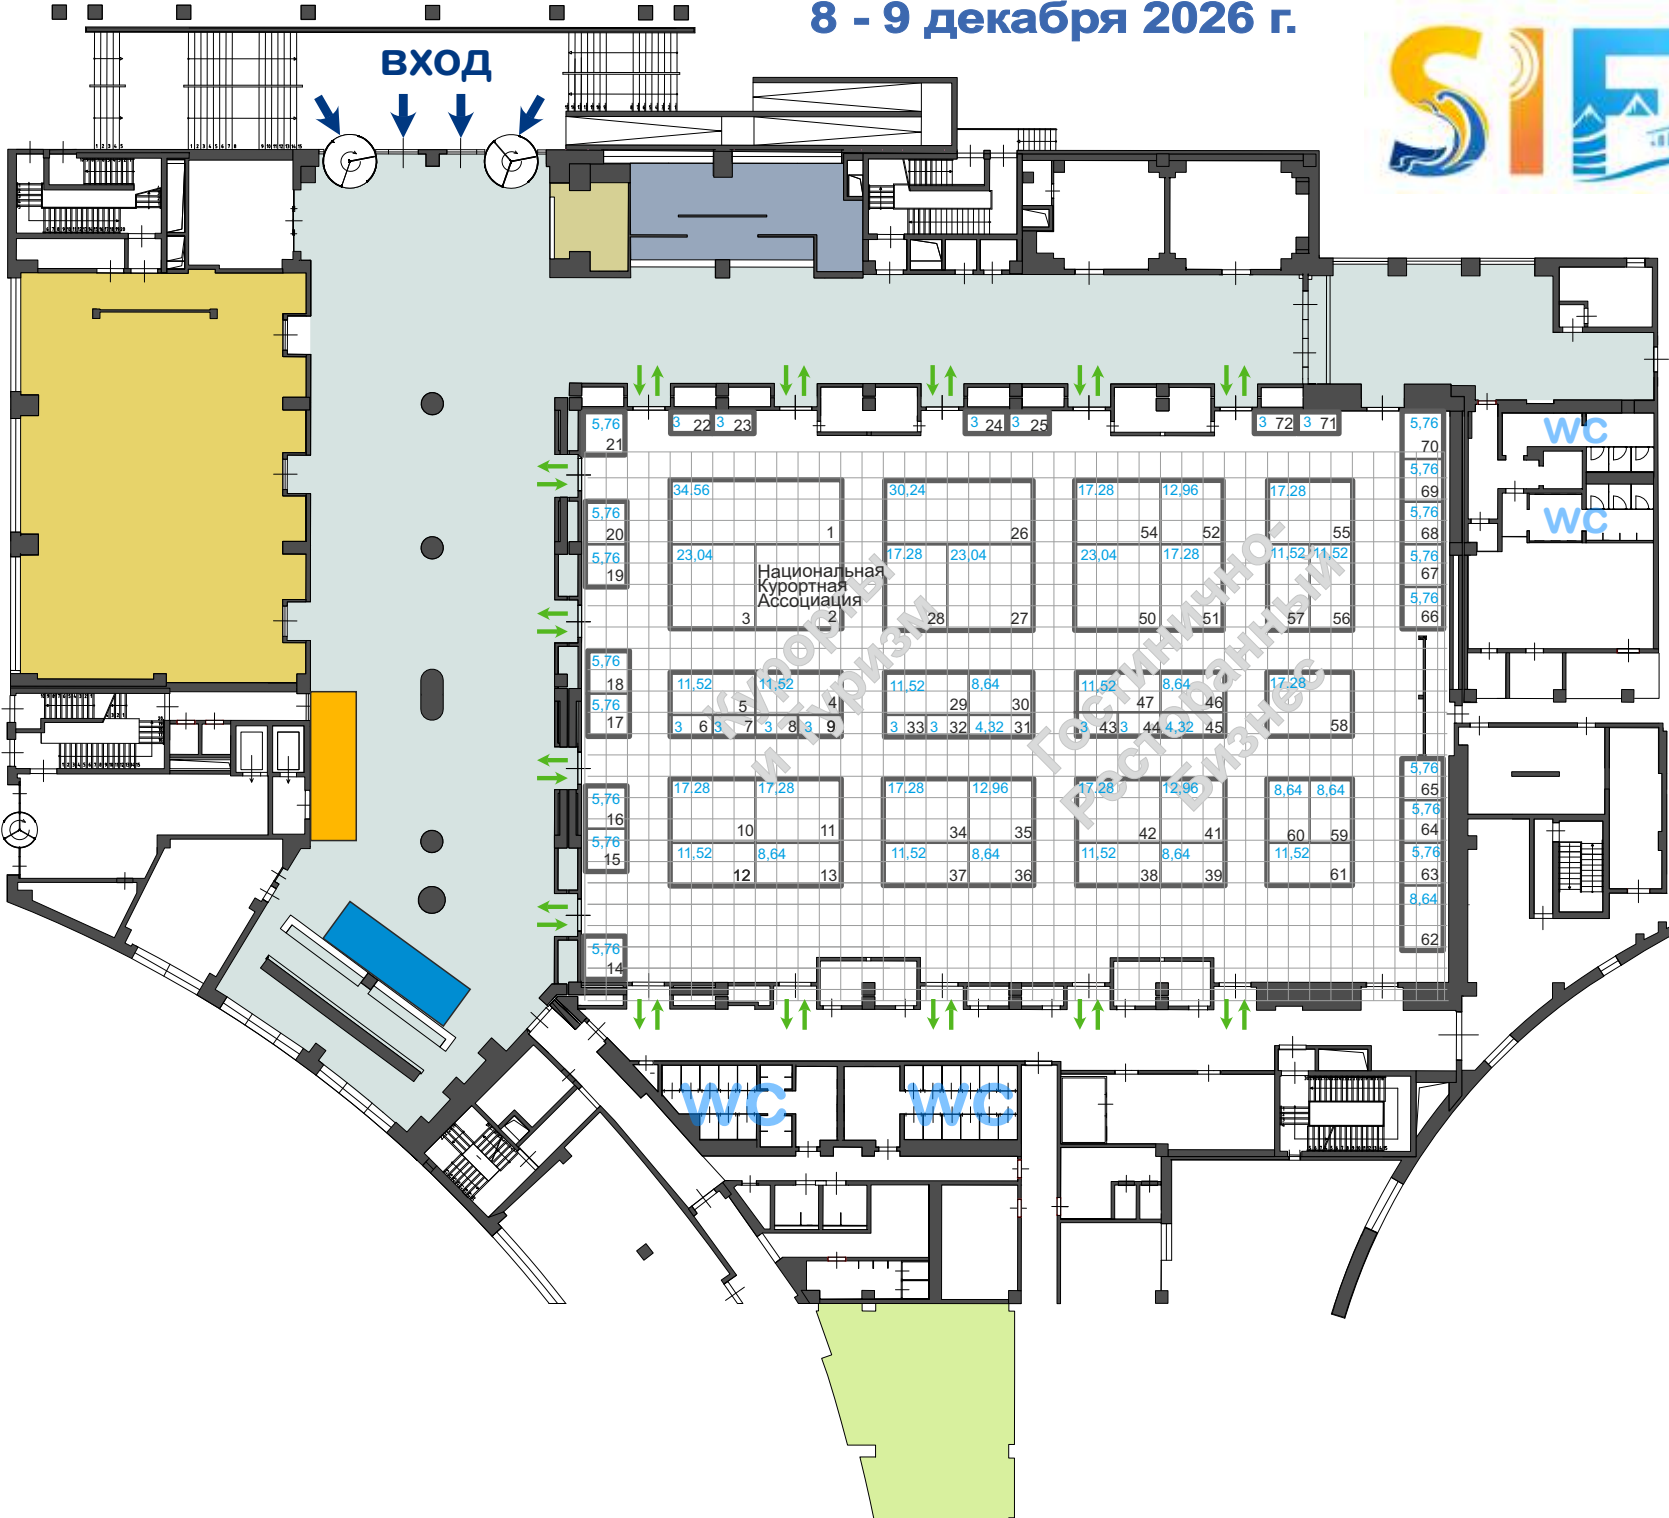 8 - 9 декабря 2026 г.
SIF
вход
5,76 3 22 3 23 3 24 3 25 3 72 3 71 5,76
21 70
5,76
34.56 30,24 17.28 12,96 17.28 69
5,76 5,76
20 1 26 54 52 55 68
5,76 23,04 17.28 23,04 23,04 17.28 11,52 11,52 5,76
19 67
Национальная
Курортная
Ассоциация
5,76
3 2 28 27 50 51 57 56 66
Курорты
и Туризм
Гостинично-
Ресторанный
Бизнес
5,76 11,52 11,52 11,52 8,64 11,52 8,64 17.28
18 5 4 29 30 47 46
5,76
17 3 6 3 7 3 8 3 9 3 33 3 32 4,32 31 3 43 3 44 4,32 45 58
5,76
5,76 17.28 17.28 17.28 12,96 17.28 12,96 8,64 8,64 65
16 5,76
5,76 10 11 34 35 42 41 60 59 64
15 11,52 8,64 11,52 8,64 11,52 8,64 11,52 5,76
12 13 37 36 38 39 61 63
8,64
5,76 62
14
WC
WC
WC WC